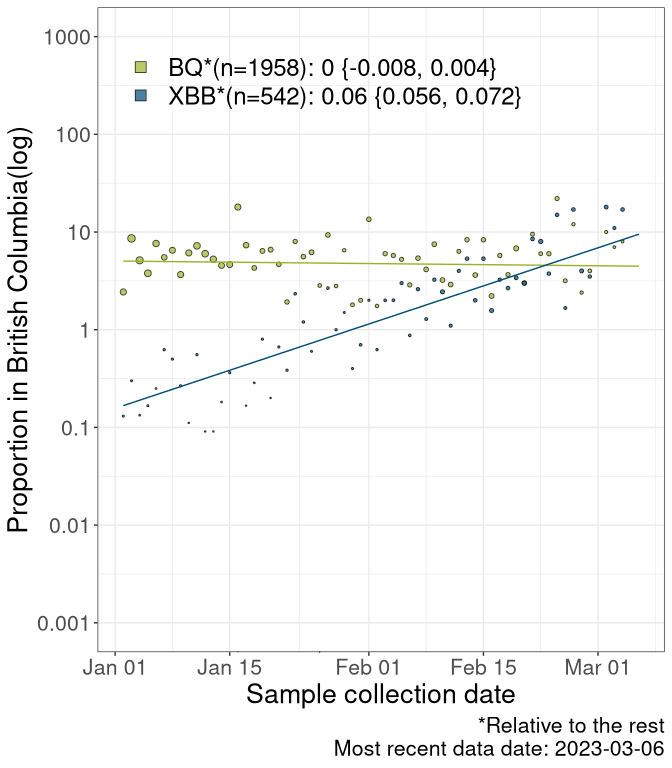 BQ*(n=1958): 0 {-0.008, 0.004}
XBB*(n=542): 0.06 {0.056, 0.072}
Proportion in British Columbia(log)
1000
100
10
1
0.1
0.01
0.001
Jan 01 Jan 15 Feb 01 Feb 15 Mar 01
Sample collection date
*Relative to the rest
Most recent data date: 2023-03-06